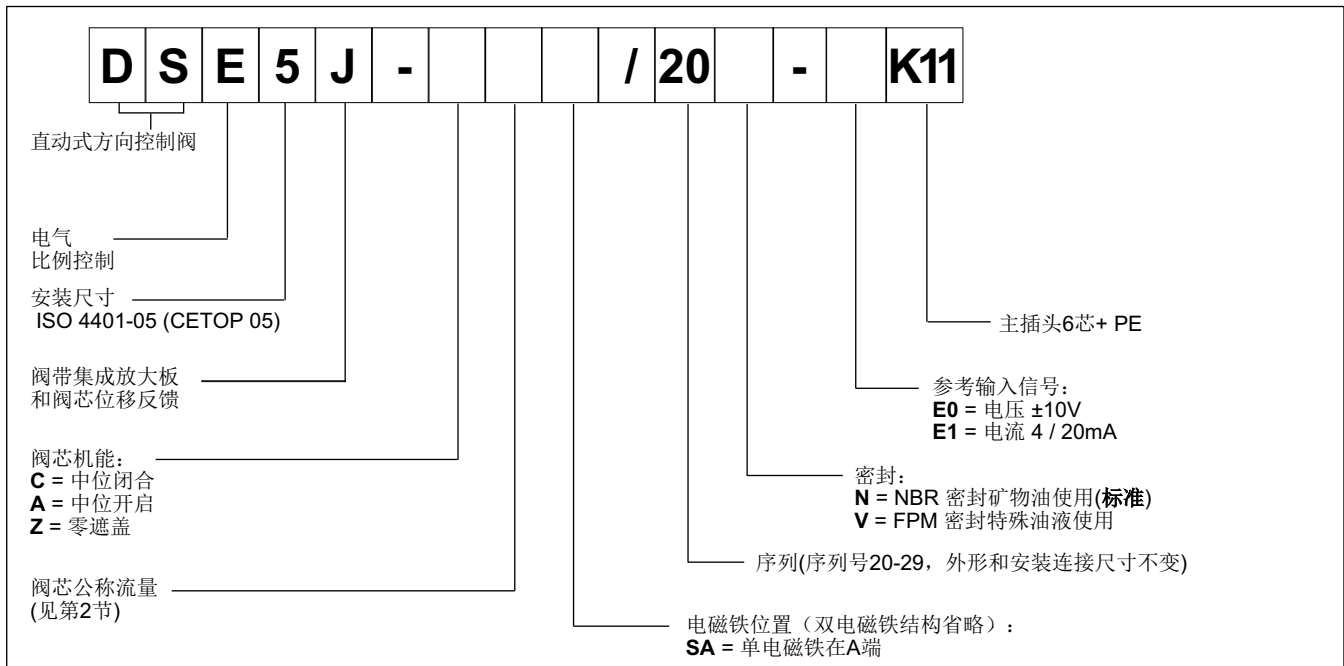 D S E 5 J - / 20 - K11
直动式方向控制阀
电气
比例控制
安装尺寸
ISO 4401-05 (CETOP 05)
阀带集成放大板
和阀芯位移反馈
阀芯机能：
C = 中位闭合
A = 中位开启
Z = 零遮盖
阀芯公称流量
(见第2节)
主插头6芯+ PE
参考输入信号：
E0 = 电压 ±10V
E1 = 电流 4 / 20mA
密封：
N = NBR 密封矿物油使用(标准)
V = FPM 密封特殊油液使用
序列(序列号20-29，外形和安装连接尺寸不变)
电磁铁位置（双电磁铁结构省略）：
SA = 单电磁铁在A端